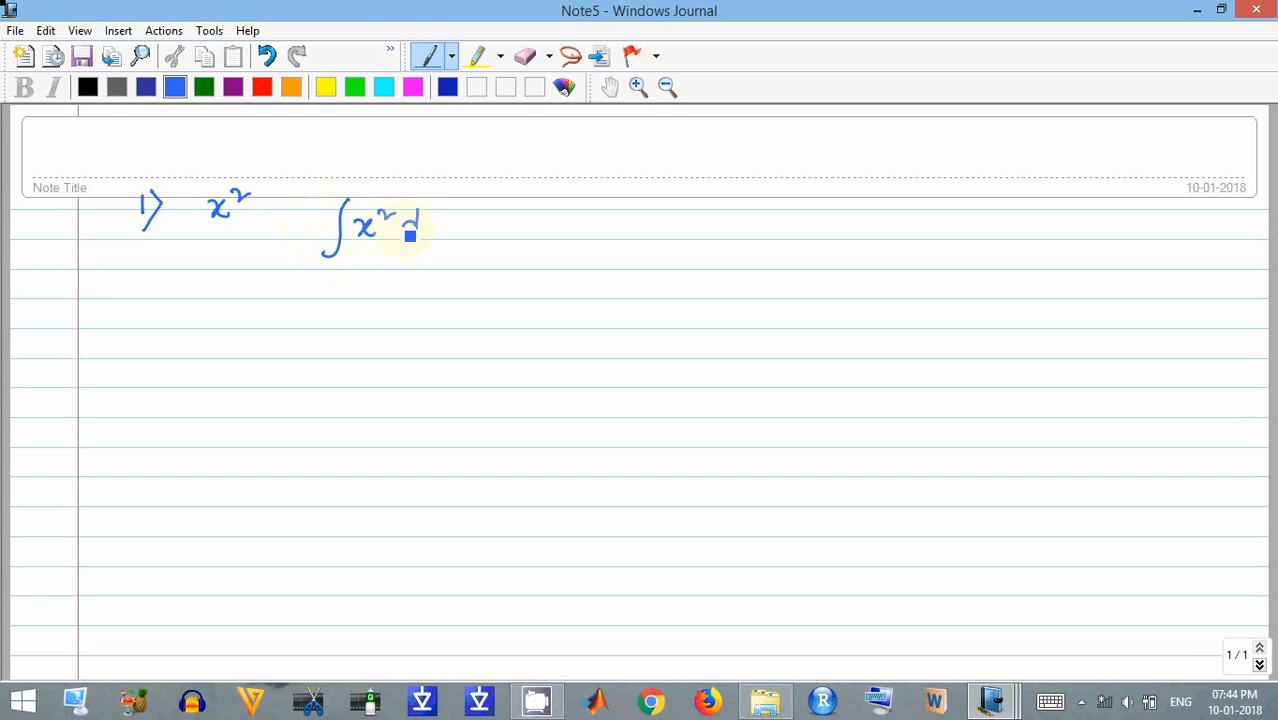 Note5 - Windows Journal
File Edit View Insert Actions Tools Help
B I
Note Title
10-01-2018
1) x² ∫x² d
1 / 1
R W ENG
07:44 PM
10-01-2018